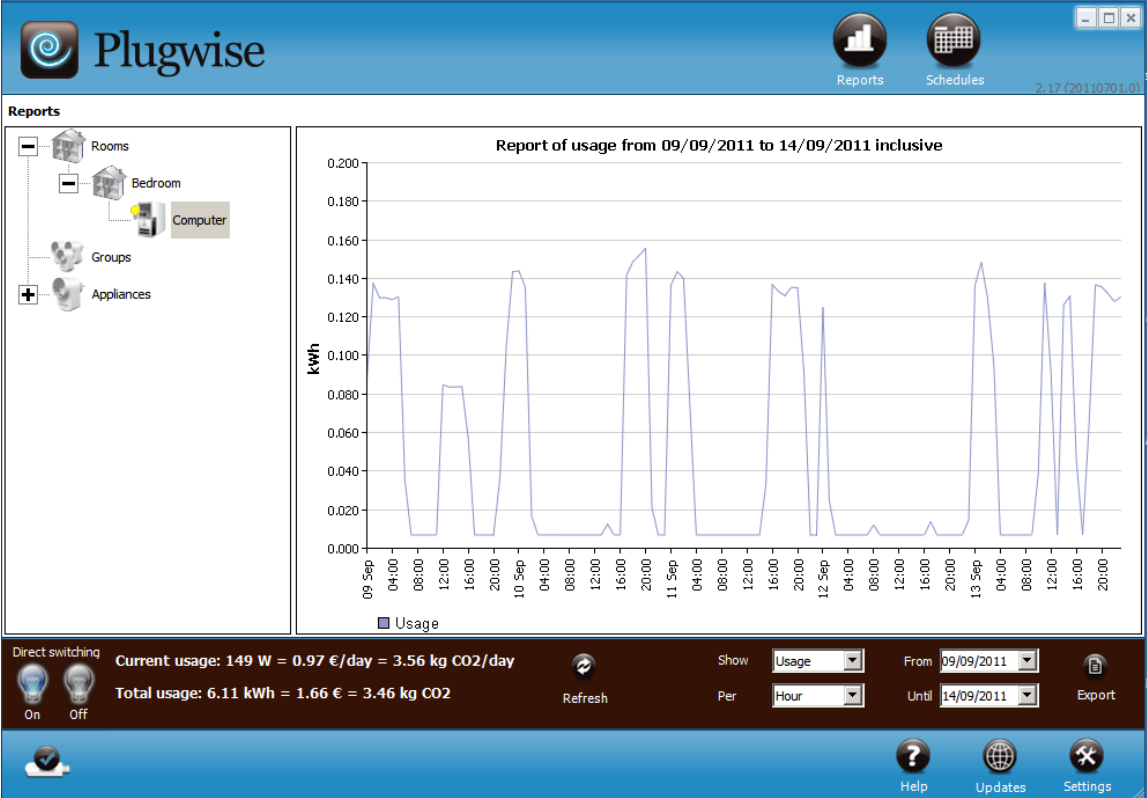 Plugwise
Reports
Schedules
2.17 (20110701.0)
Reports
Rooms
Bedroom
Computer
Groups
Appliances
Report of usage from 09/09/2011 to 14/09/2011 inclusive
kWh
0.200
0.180
0.160
0.140
0.120
0.100
0.080
0.060
0.040
0.020
0.000
09 Sep
04:00
08:00
12:00
16:00
20:00
10 Sep
04:00
08:00
12:00
16:00
20:00
11 Sep
04:00
08:00
12:00
16:00
20:00
12 Sep
04:00
08:00
12:00
16:00
20:00
13 Sep
04:00
08:00
12:00
16:00
20:00
Usage
Direct switching
On
Off
Current usage: 149 W = 0.97 €/day = 3.56 kg CO2/day
Total usage: 6.11 kWh = 1.66 € = 3.46 kg CO2
Refresh
Show
Usage
Per
Hour
From
09/09/2011
Until
14/09/2011
Export
Help
Updates
Settings